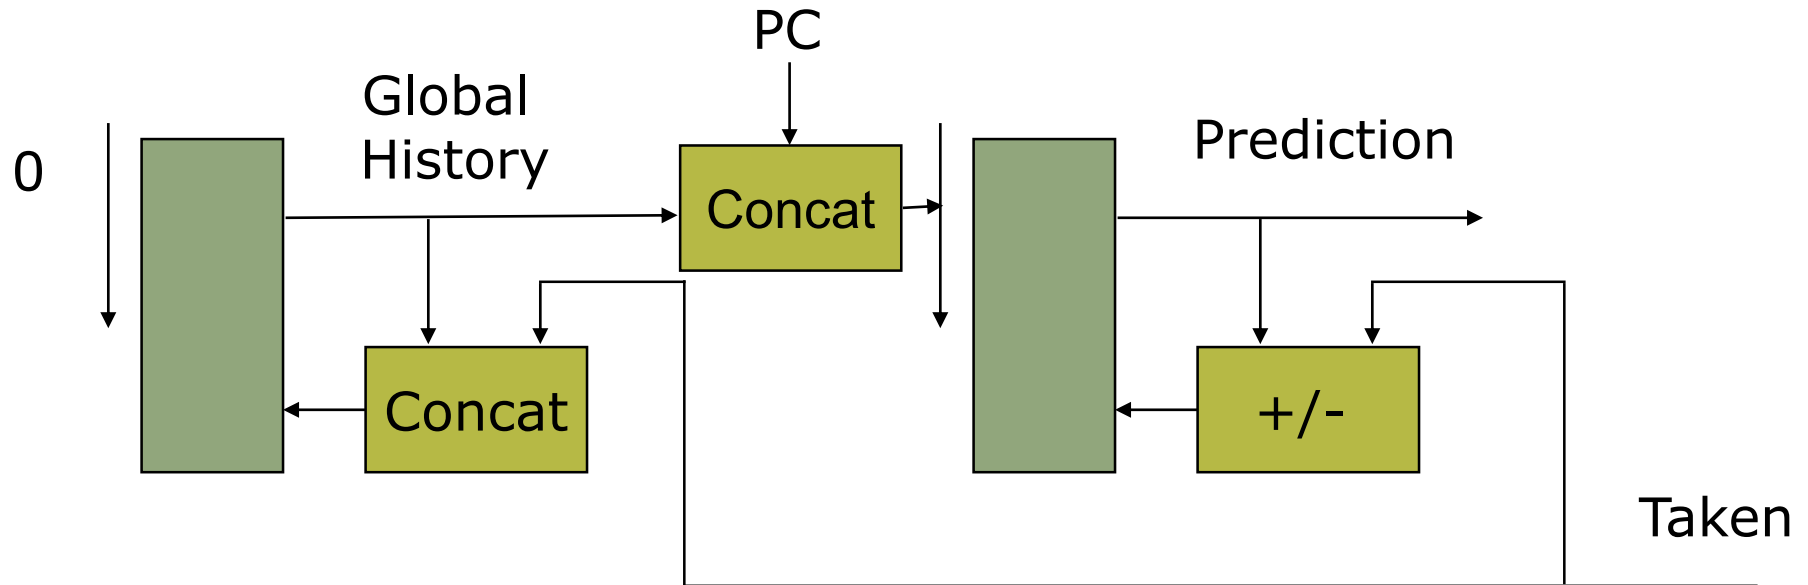 PC
Global
History
Prediction
0
Concat
Concat
+/-
Taken